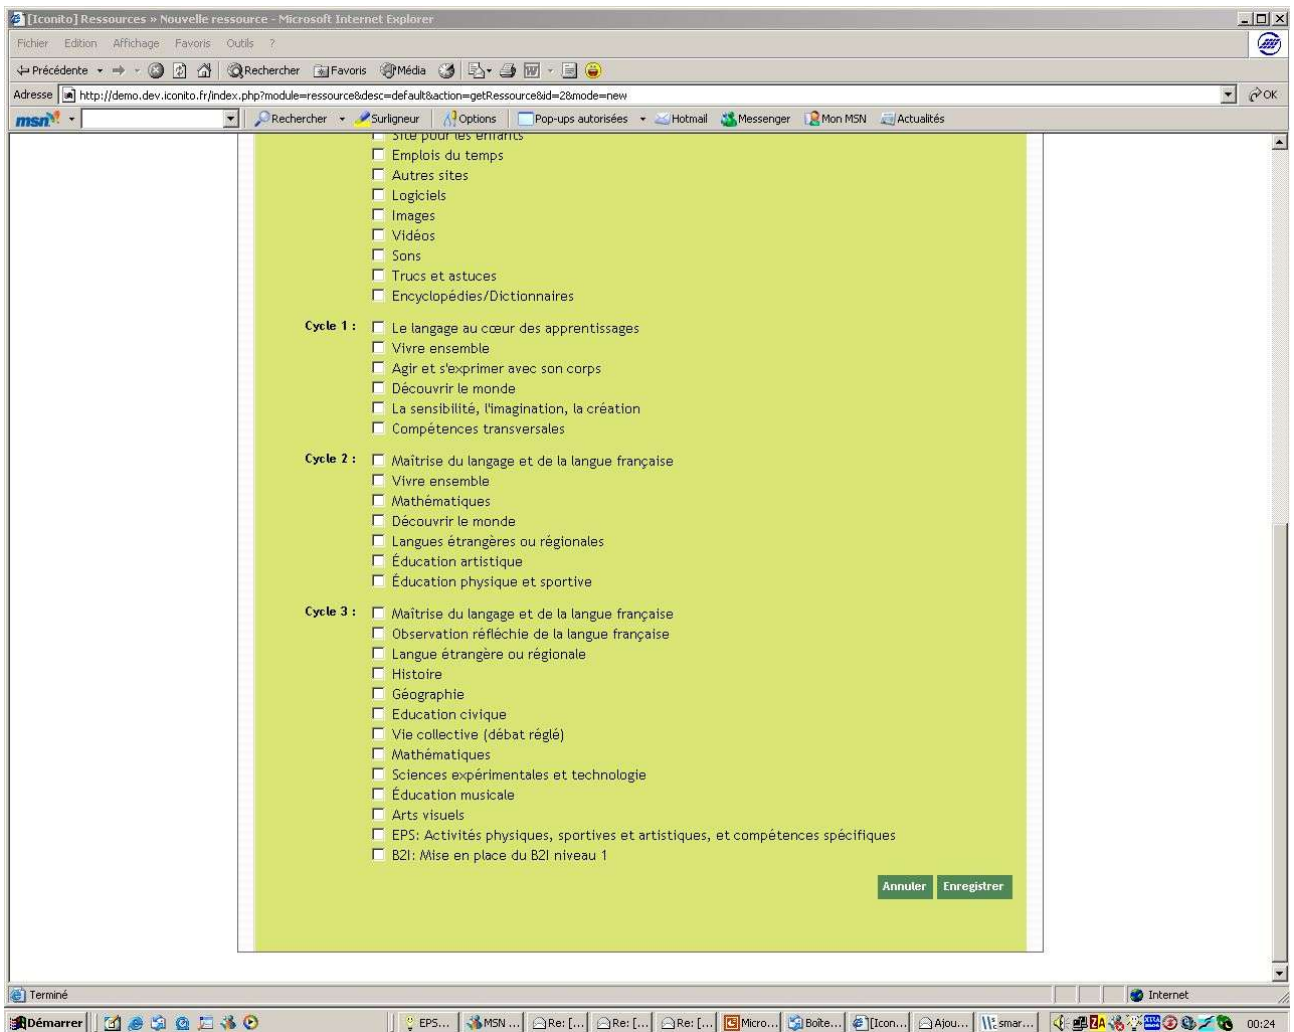 [Iconito] Ressources » Nouvelle ressource - Microsoft Internet Explorer
Fichier Edition Affichage Favoris Outils ?
Précédente Rechercher Favoris Média
Adresse http://demo.dev.iconito.fr/index.php?module=ressource&desc=default&action=getRessource&id=2&mode=new OK
msn Rechercher Surligneur Options Pop-ups autorisées Hotmail Messenger Mon MSN Actualités
Site pour les enfants
Emplois du temps
Autres sites
Logiciels
Images
Vidéos
Sons
Trucs et astuces
Encyclopédies/Dictionnaires
Cycle 1 : Le langage au cœur des apprentissages
Vivre ensemble
Agir et s'exprimer avec son corps
Découvrir le monde
La sensibilité, l'imagination, la création
Compétences transversales
Cycle 2 : Maîtrise du langage et de la langue française
Vivre ensemble
Mathématiques
Découvrir le monde
Langues étrangères ou régionales
Éducation artistique
Éducation physique et sportive
Cycle 3 : Maîtrise du langage et de la langue française
Observation réfléchie de la langue française
Langue étrangère ou régionale
Histoire
Géographie
Education civique
Vie collective (débat réglé)
Mathématiques
Sciences expérimentales et technologie
Éducation musicale
Arts visuels
EPS: Activités physiques, sportives et artistiques, et compétences spécifiques
B2I: Mise en place du B2I niveau 1
Annuler Enregistrer
Terminé Internet
Démarrer EPS... MSN ... Re: [... Re: [... Re: [... Micro... Boîte... [Icon... Ajou... smar... 00:24